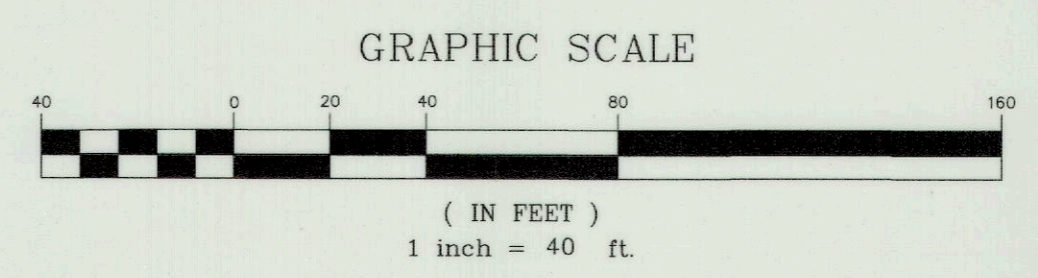 GRAPHIC SCALE
40 0 20 40 80 160
( IN FEET )
1 inch = 40 ft.